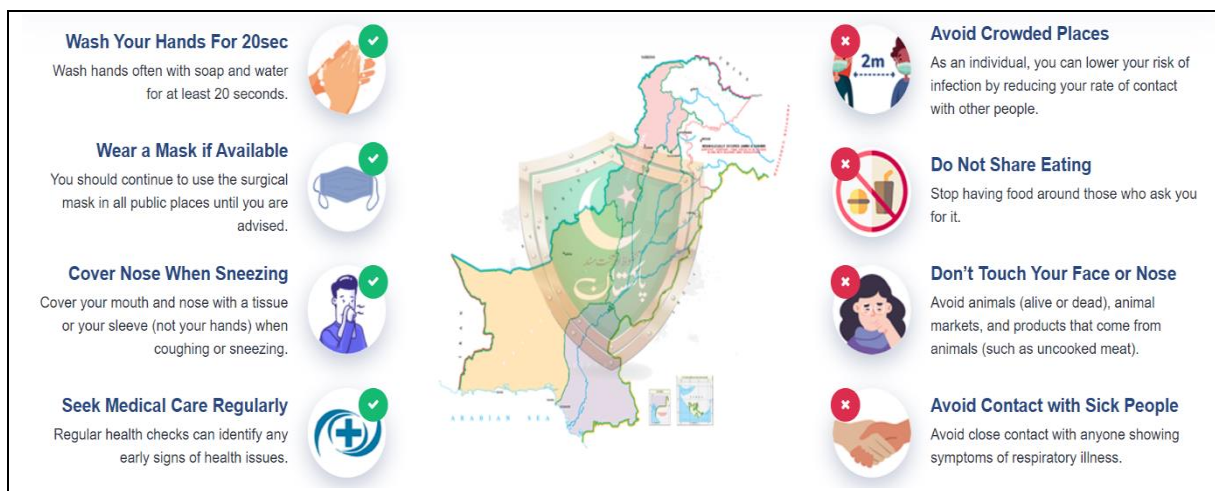 Wash Your Hands For 20sec
Wash hands often with soap and water
for at least 20 seconds.
Wear a Mask if Available
You should continue to use the surgical
mask in all public places until you are
advised.
Cover Nose When Sneezing
Cover your mouth and nose with a tissue
or your sleeve (not your hands) when
coughing or sneezing.
Seek Medical Care Regularly
Regular health checks can identify any
early signs of health issues.
ARABIAN SEA
2m
Avoid Crowded Places
As an individual, you can lower your risk of
infection by reducing your rate of contact
with other people.
Do Not Share Eating
Stop having food around those who ask you
for it.
Don’t Touch Your Face or Nose
Avoid animals (alive or dead), animal
markets, and products that come from
animals (such as uncooked meat).
Avoid Contact with Sick People
Avoid close contact with anyone showing
symptoms of respiratory illness.